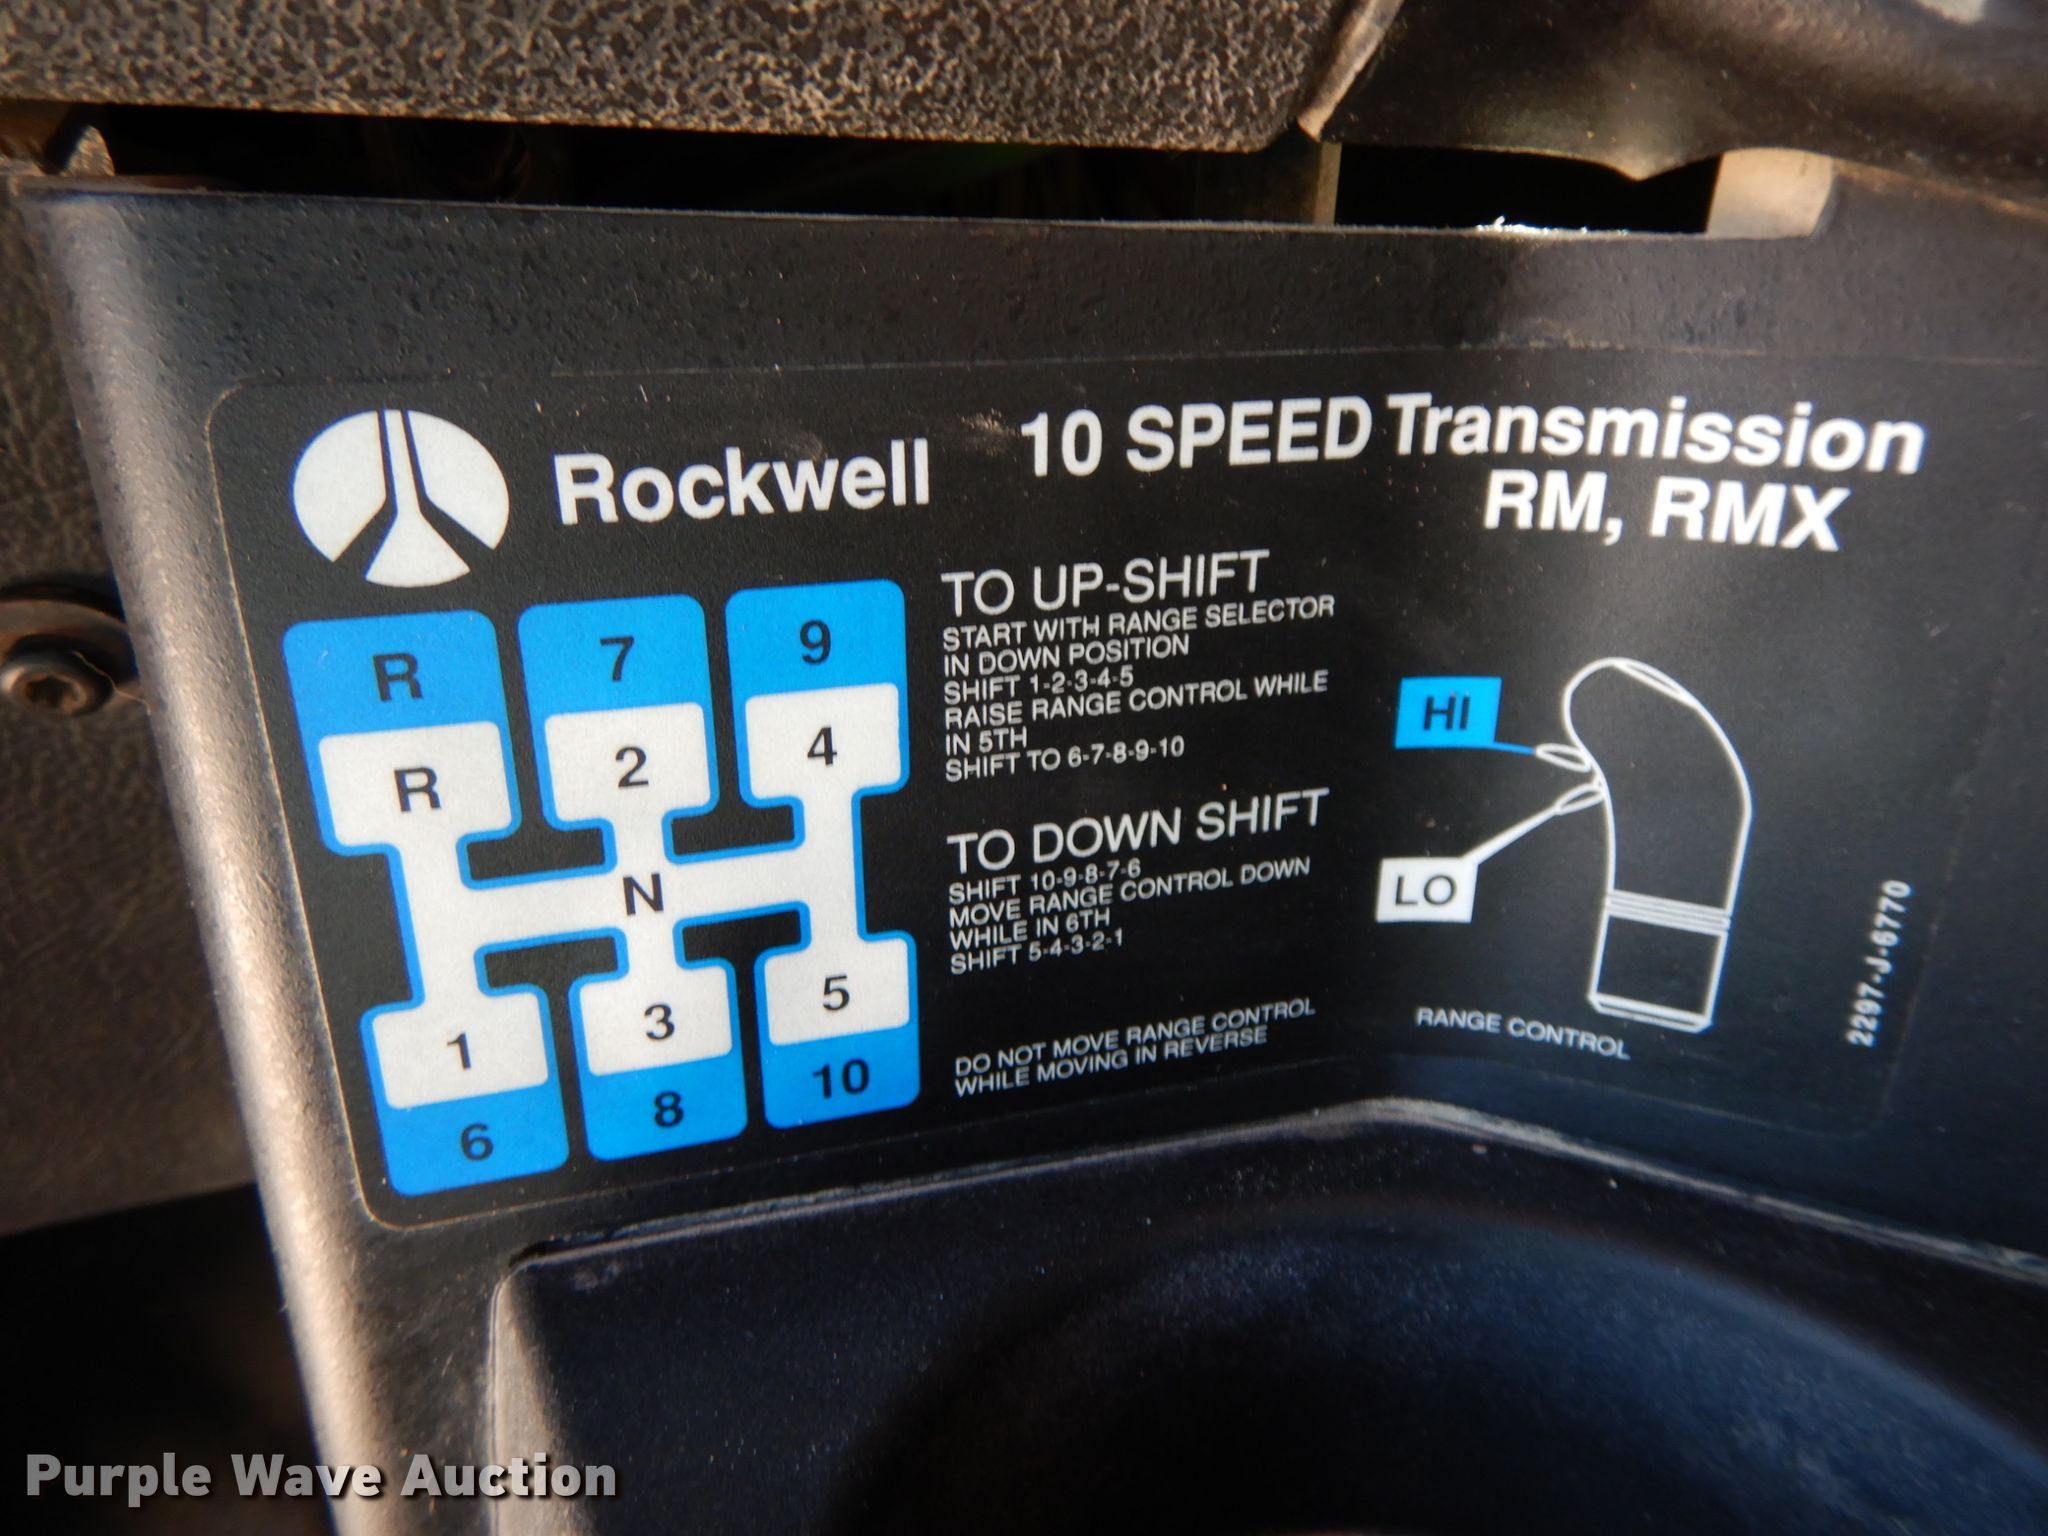 Rockwell
10 SPEED Transmission
RM, RMX
R 7 9
R 2 4
N
1 3 5
6 8 10
TO UP-SHIFT
START WITH RANGE SELECTOR
IN DOWN POSITION
SHIFT 1-2-3-4-5
RAISE RANGE CONTROL WHILE
IN 5TH
SHIFT TO 6-7-8-9-10
TO DOWN SHIFT
SHIFT 10-9-8-7-6
MOVE RANGE CONTROL DOWN
WHILE IN 6TH
SHIFT 5-4-3-2-1
DO NOT MOVE RANGE CONTROL
WHILE MOVING IN REVERSE
HI
LO
RANGE CONTROL
2297-J-6770
Purple Wave Auction